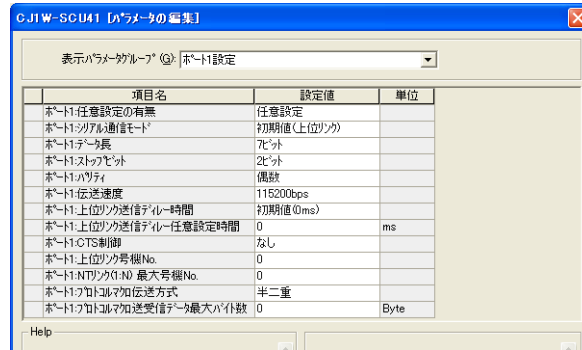 CJ1W-SCU41 [ﾊﾟﾗﾒｰﾀの編集]
表示ﾊﾟﾗﾒｰﾀｸﾞﾙｰﾌﾟ(G): ﾎﾟｰﾄ1設定
項目名 設定値 単位
ﾎﾟｰﾄ1:任意設定の有無 任意設定
ﾎﾟｰﾄ1:ｼﾘｱﾙ通信ﾓｰﾄﾞ 初期値(上位ﾘﾝｸ)
ﾎﾟｰﾄ1:ﾃﾞｰﾀ長 7ﾋﾞｯﾄ
ﾎﾟｰﾄ1:ｽﾄｯﾌﾟﾋﾞｯﾄ 2ﾋﾞｯﾄ
ﾎﾟｰﾄ1:ﾊﾟﾘﾃｨ 偶数
ﾎﾟｰﾄ1:伝送速度 115200bps
ﾎﾟｰﾄ1:上位ﾘﾝｸ送信ﾃﾞｨﾚｰ時間 初期値(0ms)
ﾎﾟｰﾄ1:上位ﾘﾝｸ送信ﾃﾞｨﾚｰ任意設定時間 0 ms
ﾎﾟｰﾄ1:CTS制御 なし
ﾎﾟｰﾄ1:上位ﾘﾝｸ号機No. 0
ﾎﾟｰﾄ1:NTﾘﾝｸ(1:N) 最大号機No. 0
ﾎﾟｰﾄ1:ﾌﾟﾛﾄｺﾙﾏｸﾛ伝送方式 半二重
ﾎﾟｰﾄ1:ﾌﾟﾛﾄｺﾙﾏｸﾛ送受信ﾃﾞｰﾀ最大ﾊﾞｲﾄ数 0 Byte
Help